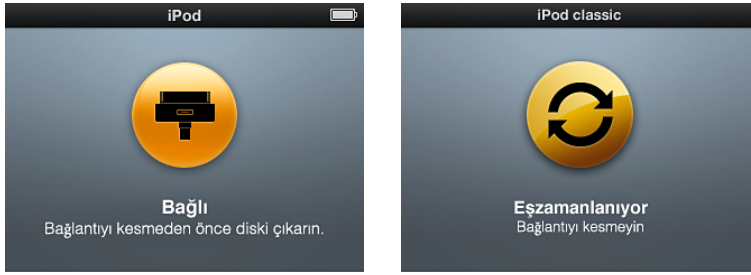 iPod
Bağlı
Bağlantıyı kesmeden önce diski çıkarın.
iPod classic
Eşzamanlanıyor
Bağlantıyı kesmeyin